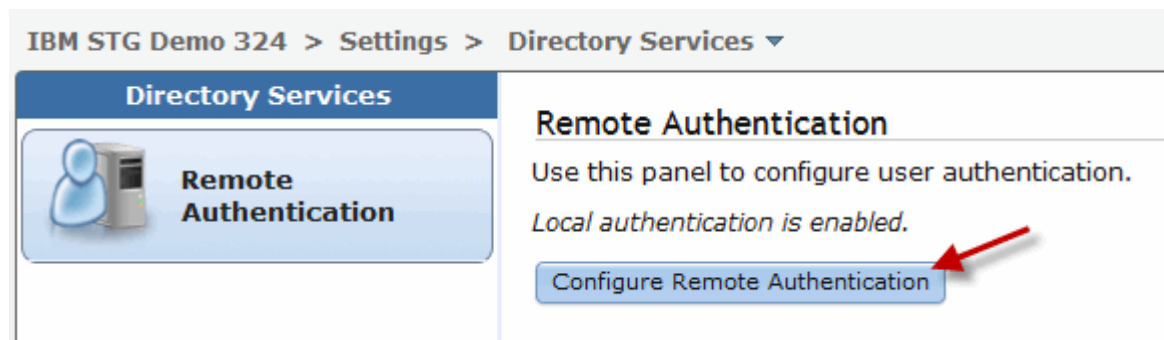 IBM STG Demo 324 > Settings > Directory Services
Directory Services
Remote
Authentication
Remote Authentication
Use this panel to configure user authentication.
Local authentication is enabled.
Configure Remote Authentication